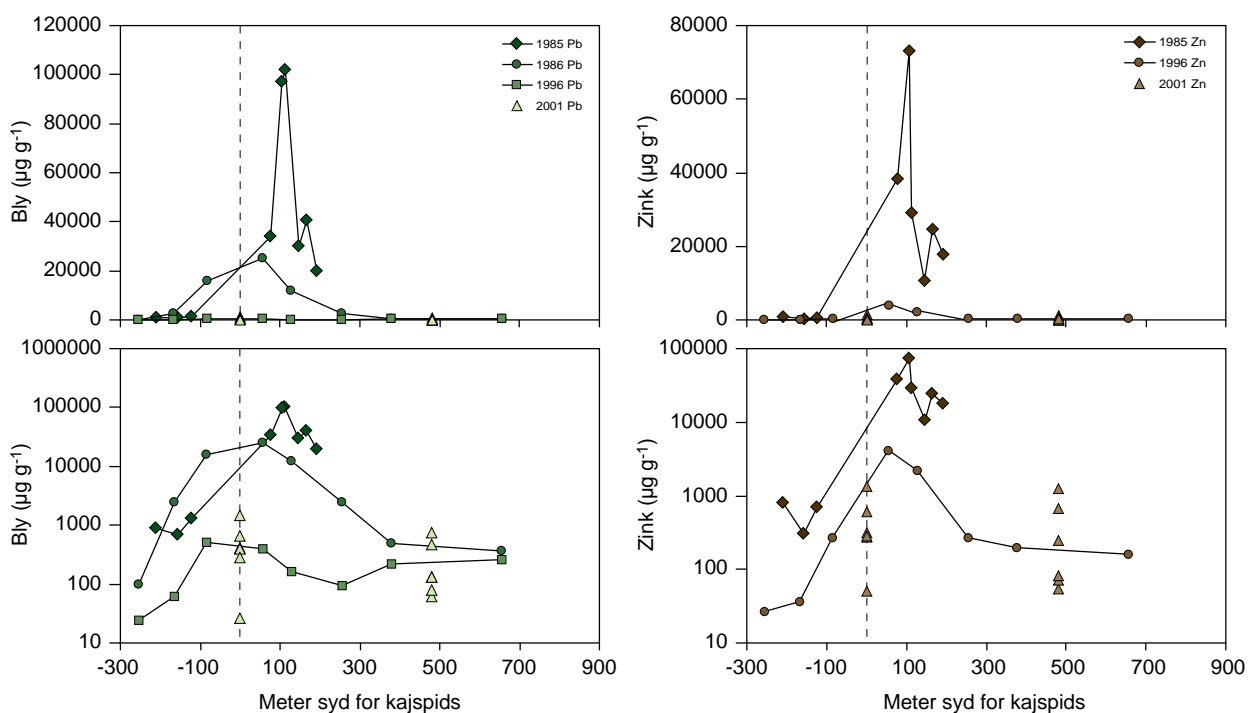 120000
100000
80000
60000
40000
20000
0
Bly (µg g-1)
1985 Pb
1986 Pb
1996 Pb
2001 Pb
80000
60000
40000
20000
0
Zink (µg g-1)
1985 Zn
1996 Zn
2001 Zn
1000000
100000
10000
1000
100
10
Bly (µg g-1)
-300 -100 100 300 500 700 900
Meter syd for kajspids
100000
10000
1000
100
10
Zink (µg g-1)
-300 -100 100 300 500 700 900
Meter syd for kajspids